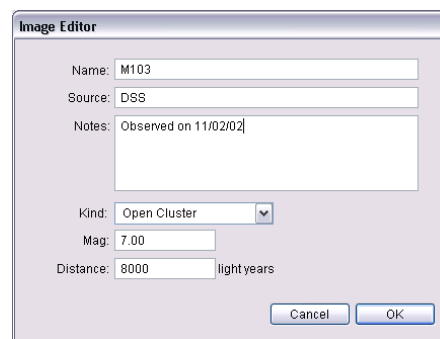 Image Editor
Name: M103
Source: DSS
Notes: Observed on 11/02/02
Kind: Open Cluster
Mag: 7.00
Distance: 8000 light years
Cancel OK